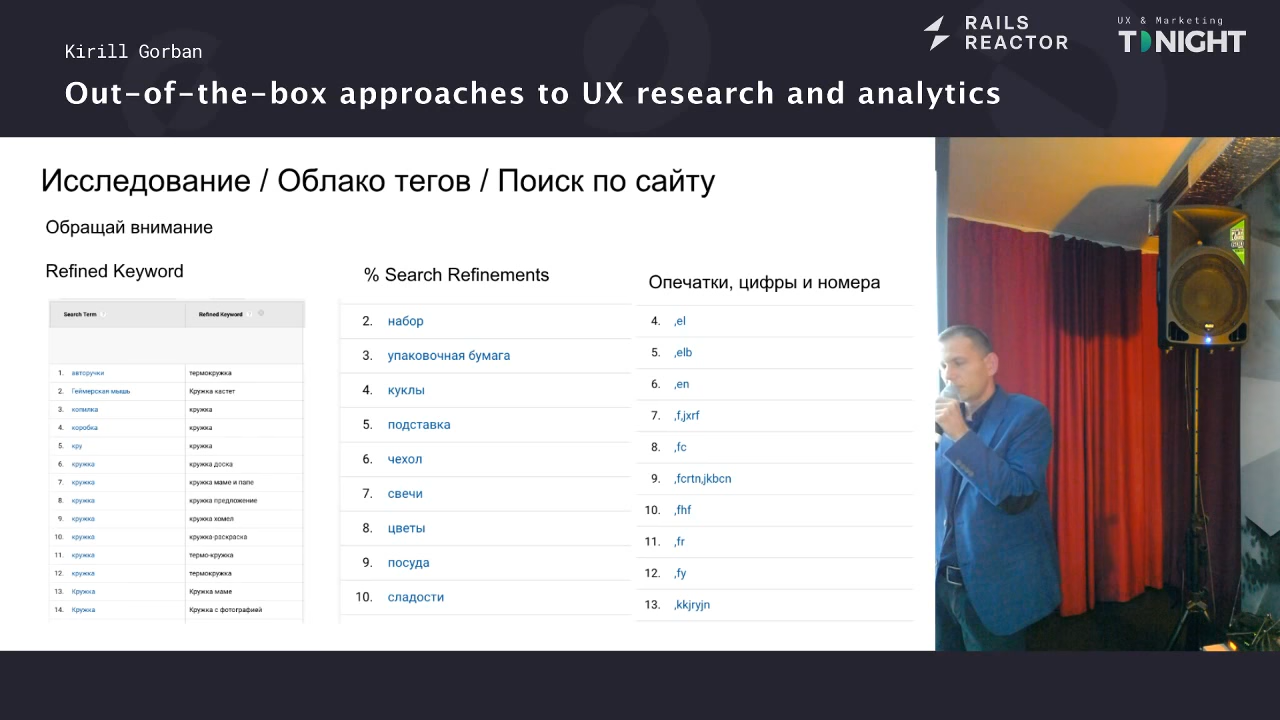 Kirill Gorban
RAILS
REACTOR
UX & Marketing
TONIGHT
Out-of-the-box approaches to UX research and analytics
Исследование / Облако тегов / Поиск по сайту
Обращай внимание
Refined Keyword
Search Term Refined Keyword
1. авторучки термокружка
2. Геймерская мышь Кружка кастет
3. копилка кружка
4. коробка кружка
5. кру кружка
6. кружка кружка доска
7. кружка кружка маме и папе
8. кружка кружка предложение
9. кружка кружка хомел
10. кружка кружка-раскраска
11. кружка термо-кружка
12. кружка термокружка
13. Кружка Кружка маме
14. Кружка Кружка с фотографией
% Search Refinements
2. набор
3. упаковочная бумага
4. куклы
5. подставка
6. чехол
7. свечи
8. цветы
9. посуда
10. сладости
Опечатки, цифры и номера
4. ,el
5. ,elb
6. ,en
7. ,f,jxrf
8. ,fc
9. ,fcrtn,jkbcn
10. ,fhf
11. ,fr
12. ,fy
13. ,kkjryjn